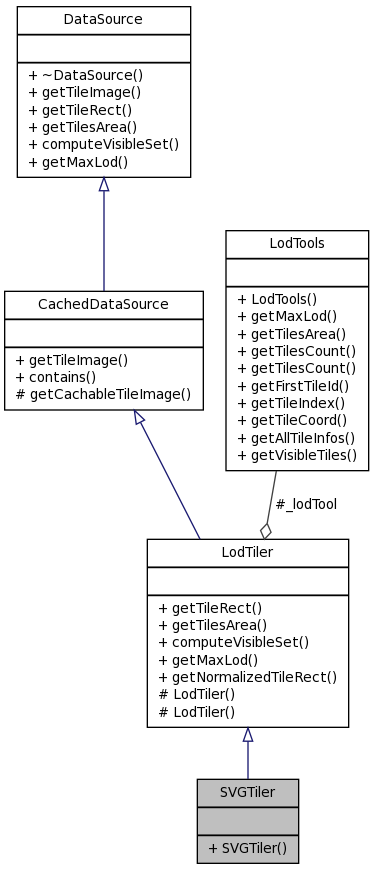 DataSource
+ ~DataSource()
+ getTileImage()
+ getTileRect()
+ getTilesArea()
+ computeVisibleSet()
+ getMaxLod()
LodTools
+ LodTools()
+ getMaxLod()
+ getTilesArea()
+ getTilesCount()
+ getTilesCount()
+ getFirstTileId()
+ getTileIndex()
+ getTileCoord()
+ getAllTileInfos()
+ getVisibleTiles()
CachedDataSource
+ getTileImage()
+ contains()
# getCachableTileImage()
#_lodTool
LodTiler
+ getTileRect()
+ getTilesArea()
+ computeVisibleSet()
+ getMaxLod()
+ getNormalizedTileRect()
# LodTiler()
# LodTiler()
SVGTiler
+ SVGTiler()